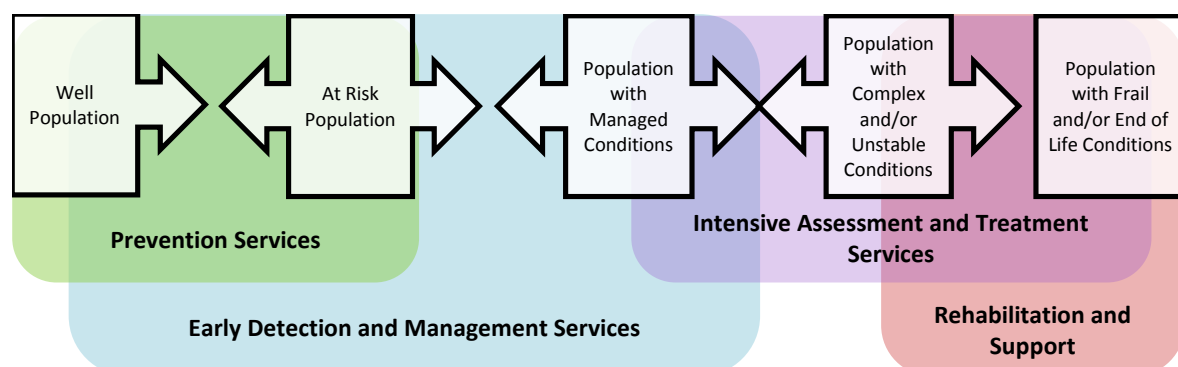 Well
Population
At Risk
Population
Population
with
Managed
Conditions
Population
with
Complex
and/or
Unstable
Conditions
Population
with Frail
and/or End of
Life Conditions
Prevention Services
Intensive Assessment and Treatment
Services
Early Detection and Management Services
Rehabilitation and
Support